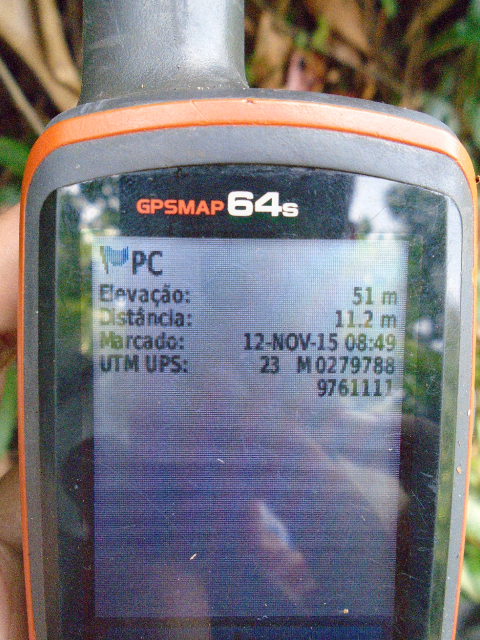 GPSMAP 64s
PC
Elevação: 51 m
Distância: 11.2 m
Marcado: 12-NOV-15 08:49
UTM UPS: 23 M 0279788
9761111